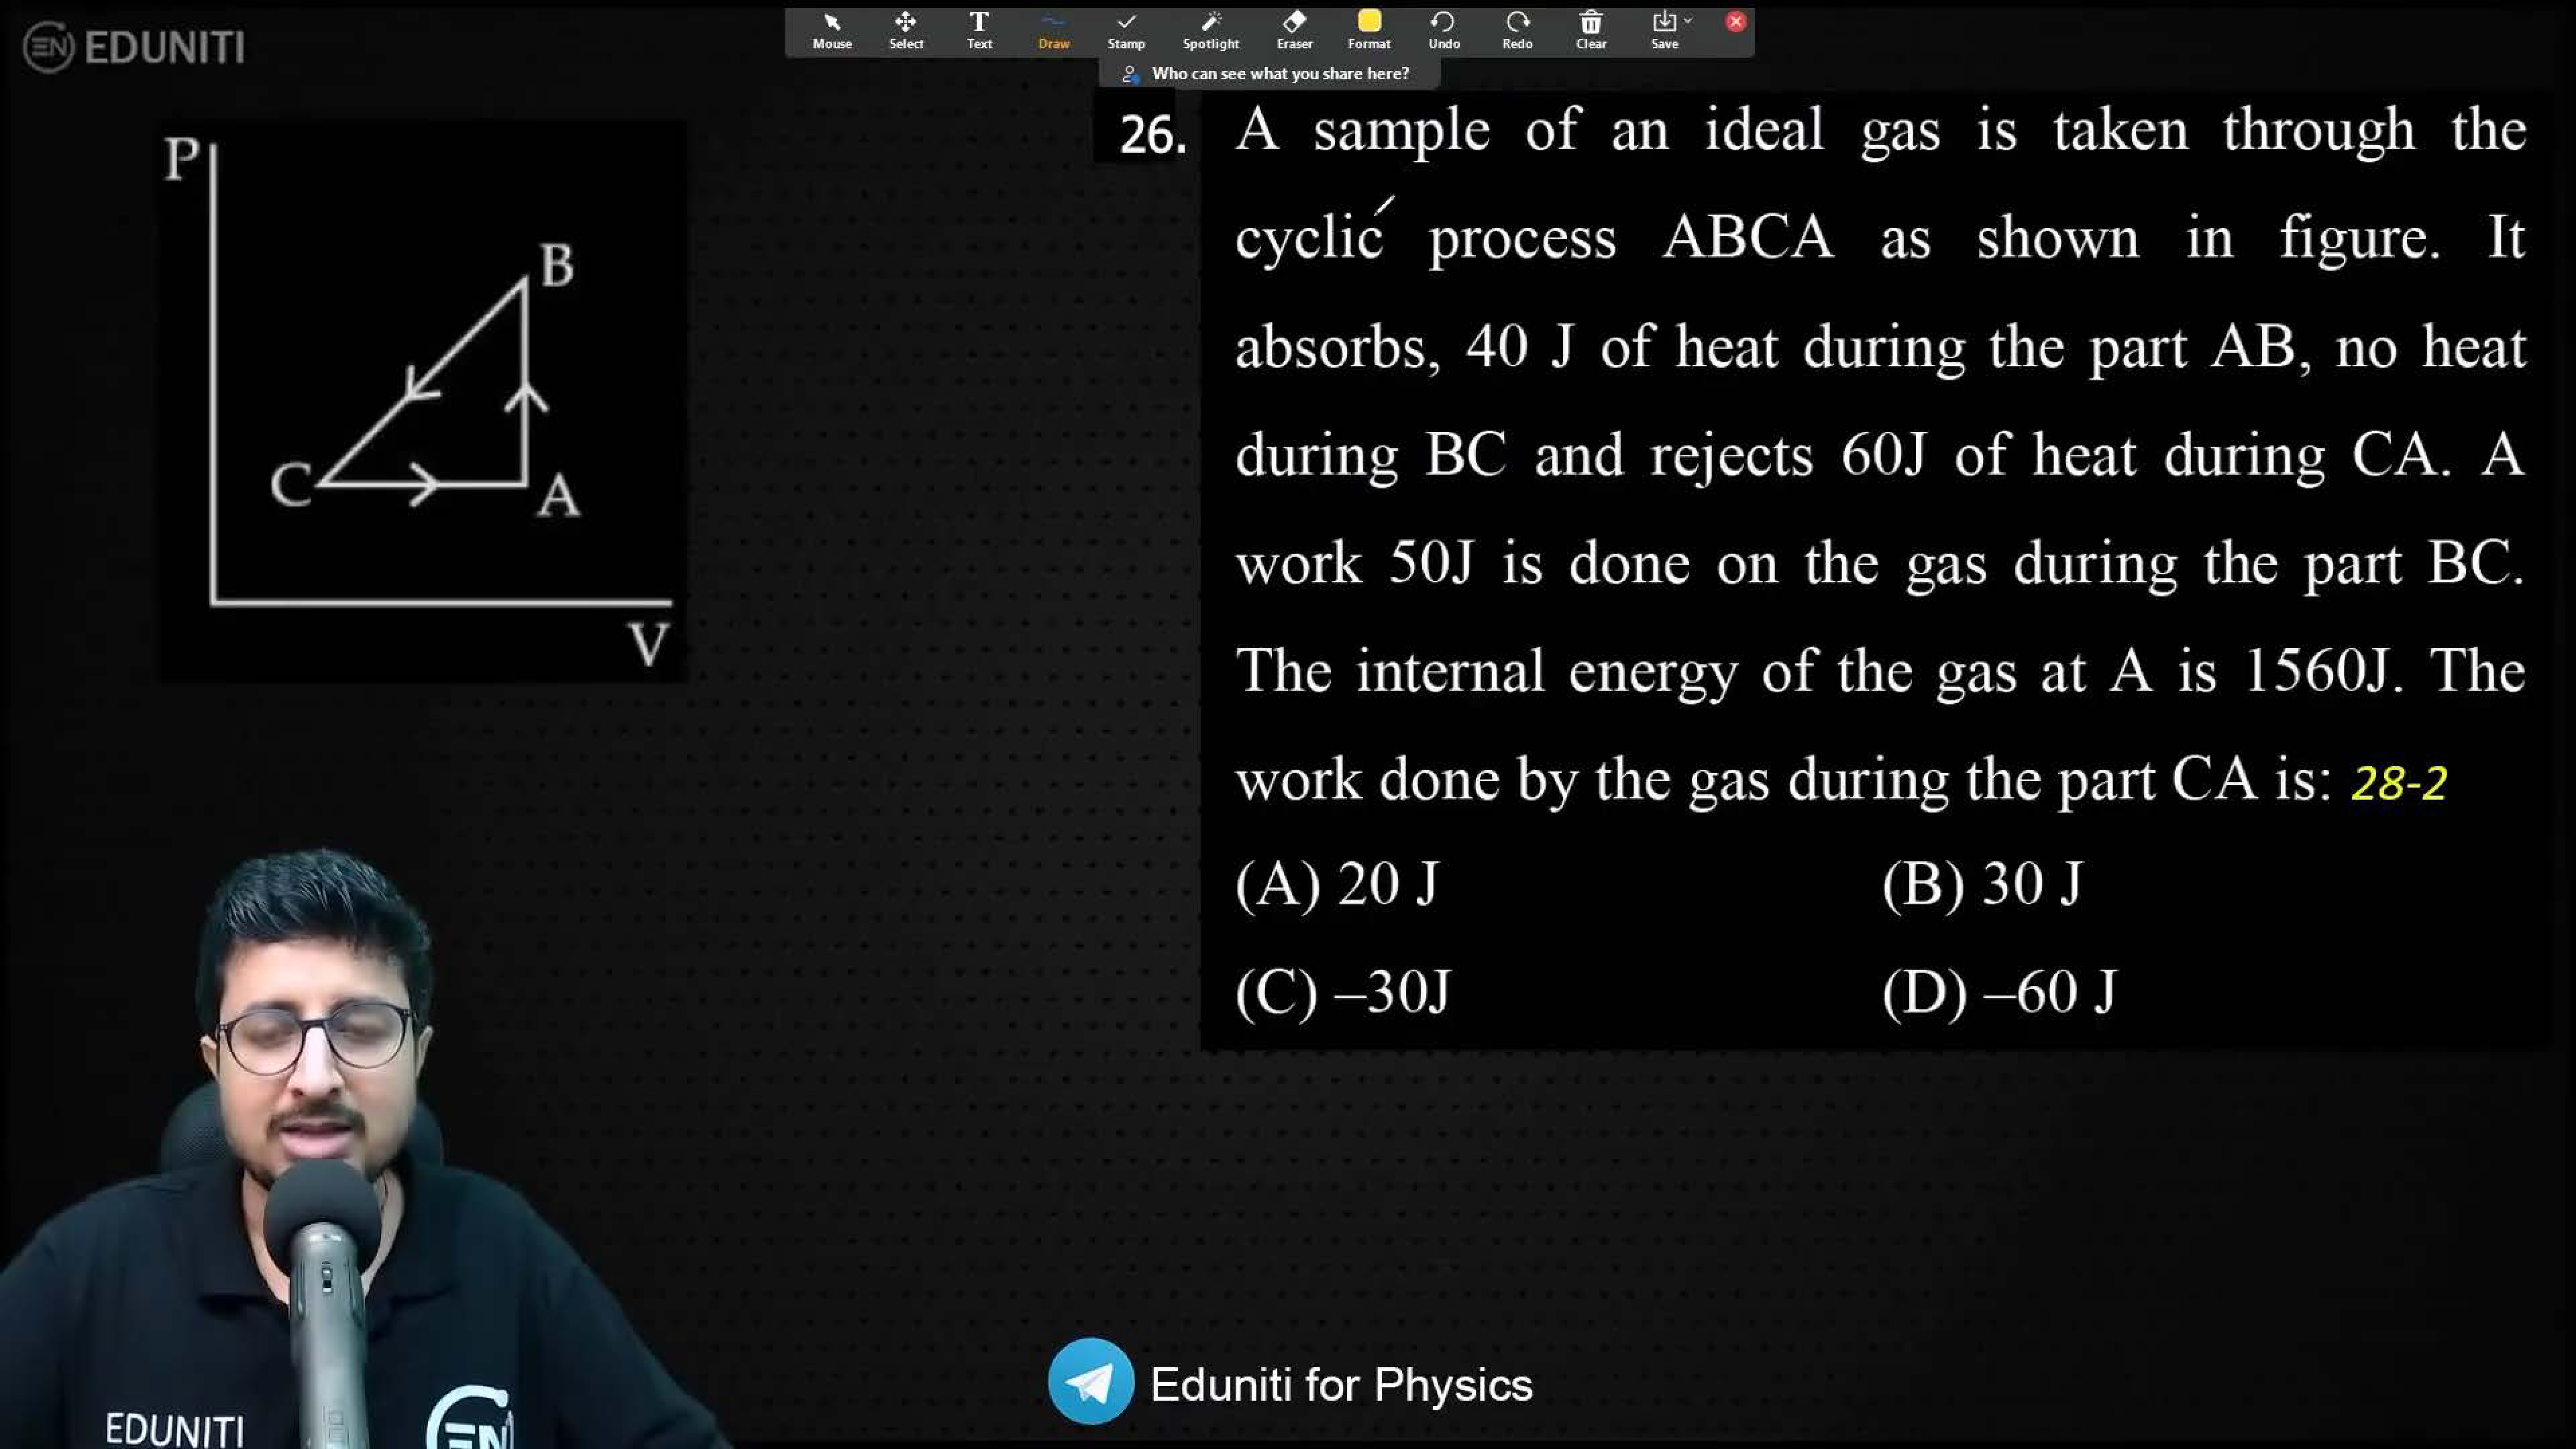 EDUNITI
Mouse Select Text Draw Stamp Spotlight Eraser Format Undo Redo Clear Save
Who can see what you share here?
P
B
C
A
V
26. A sample of an ideal gas is taken through the
cyclic process ABCA as shown in figure. It
absorbs, 40 J of heat during the part AB, no heat
during BC and rejects 60J of heat during CA. A
work 50J is done on the gas during the part BC.
The internal energy of the gas at A is 1560J. The
work done by the gas during the part CA is: 28-2
(A) 20 J (B) 30 J
(C) –30J (D) –60 J
Eduniti for Physics
EDUNITI
EN